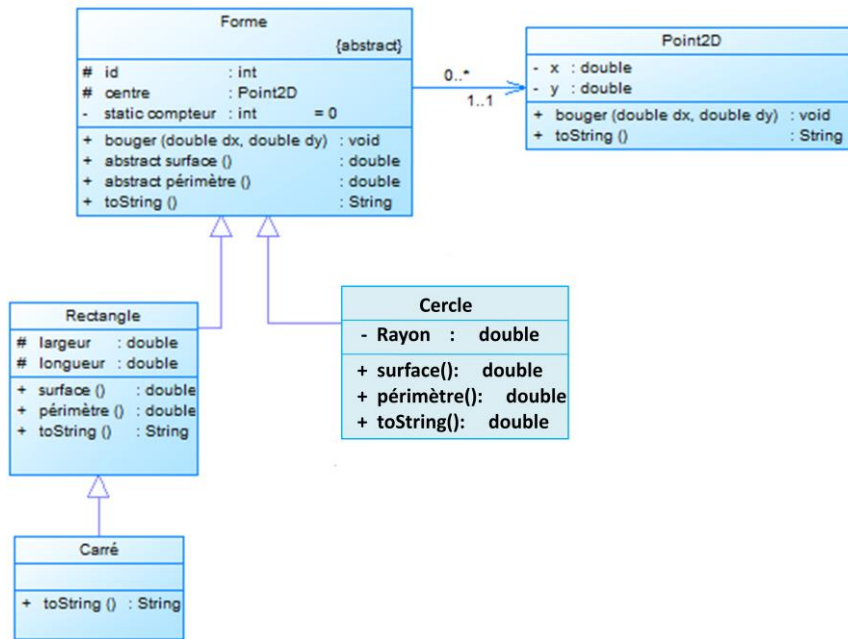 Forme
{abstract}
# id : int
# centre : Point2D
- static compteur : int = 0
+ bouger (double dx, double dy) : void
+ abstract surface () : double
+ abstract périmètre () : double
+ toString () : String
0..*
1..1
Point2D
- x : double
- y : double
+ bouger (double dx, double dy) : void
+ toString () : String
Rectangle
# largeur : double
# longueur : double
+ surface () : double
+ périmètre () : double
+ toString () : String
Cercle
- Rayon : double
+ surface(): double
+ périmètre(): double
+ toString(): double
Carré
+ toString () : String